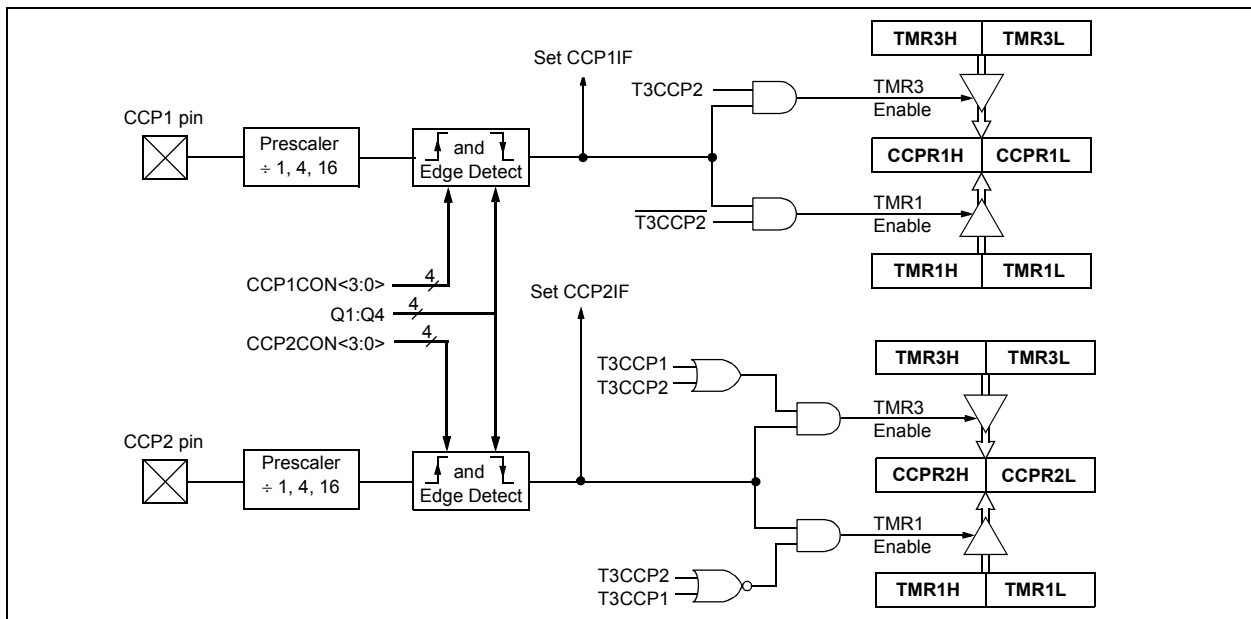 TMR3H TMR3L
Set CCP1IF
T3CCP2
TMR3
Enable
CCP1 pin
Prescaler
÷ 1, 4, 16
and
Edge Detect
CCPR1H CCPR1L
TMR1
Enable
T3CCP2
TMR1H TMR1L
CCP1CON<3:0> 4
Q1:Q4 4
CCP2CON<3:0> 4
Set CCP2IF
TMR3H TMR3L
T3CCP1
T3CCP2
TMR3
Enable
CCP2 pin
Prescaler
÷ 1, 4, 16
and
Edge Detect
CCPR2H CCPR2L
TMR1
Enable
T3CCP2
T3CCP1
TMR1H TMR1L